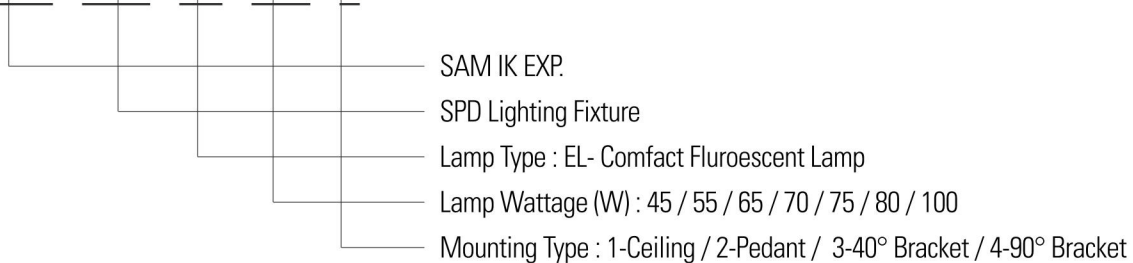 SAM IK EXP.
SPD Lighting Fixture
Lamp Type : EL- Comfact Fluroescent Lamp
Lamp Wattage (W) : 45 / 55 / 65 / 70 / 75 / 80 / 100
Mounting Type : 1-Ceiling / 2-Pedant / 3-40° Bracket / 4-90° Bracket